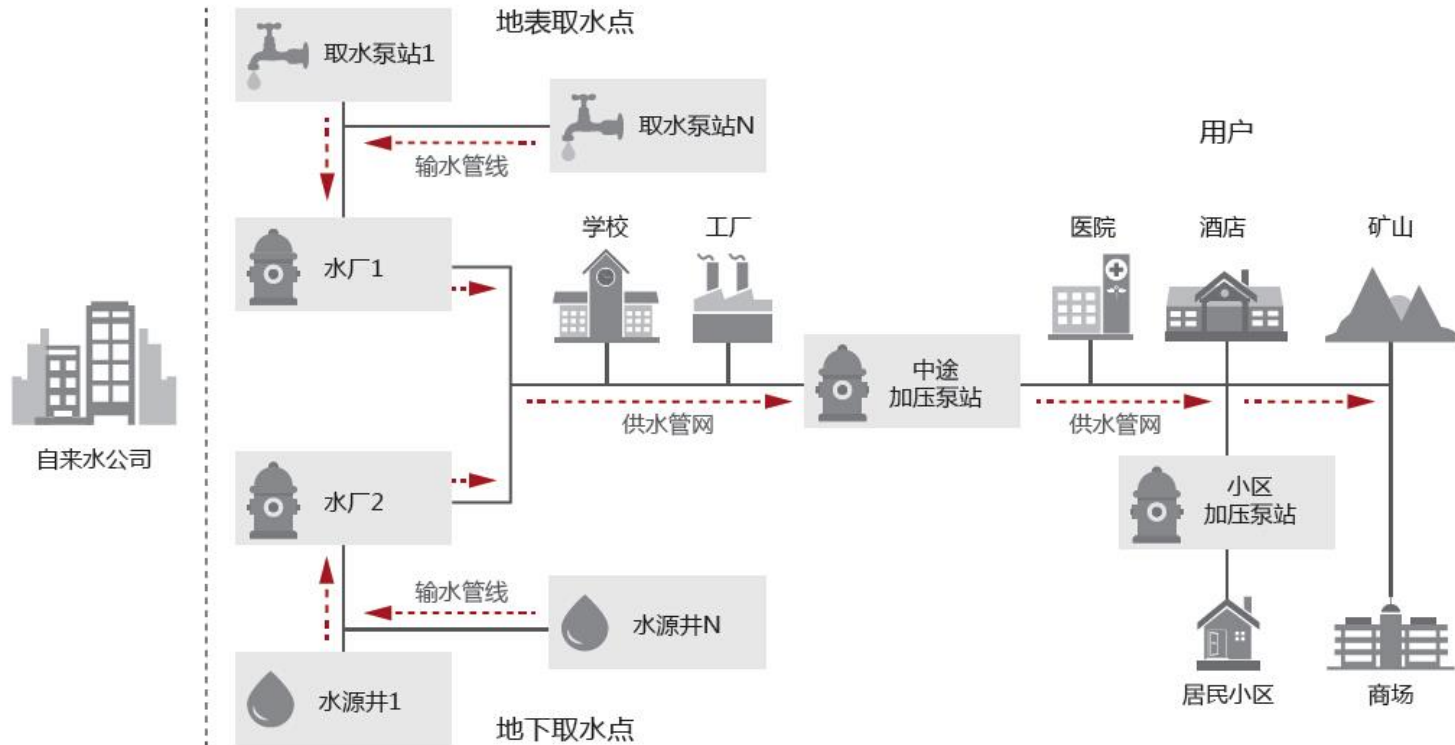 地表取水点
取水泵站1
取水泵站N
输水管线
用户
学校
工厂
医院
酒店
矿山
水厂1
中途
加压泵站
供水管网
供水管网
自来水公司
水厂2
小区
加压泵站
输水管线
水源井N
水源井1
居民小区
商场
地下取水点